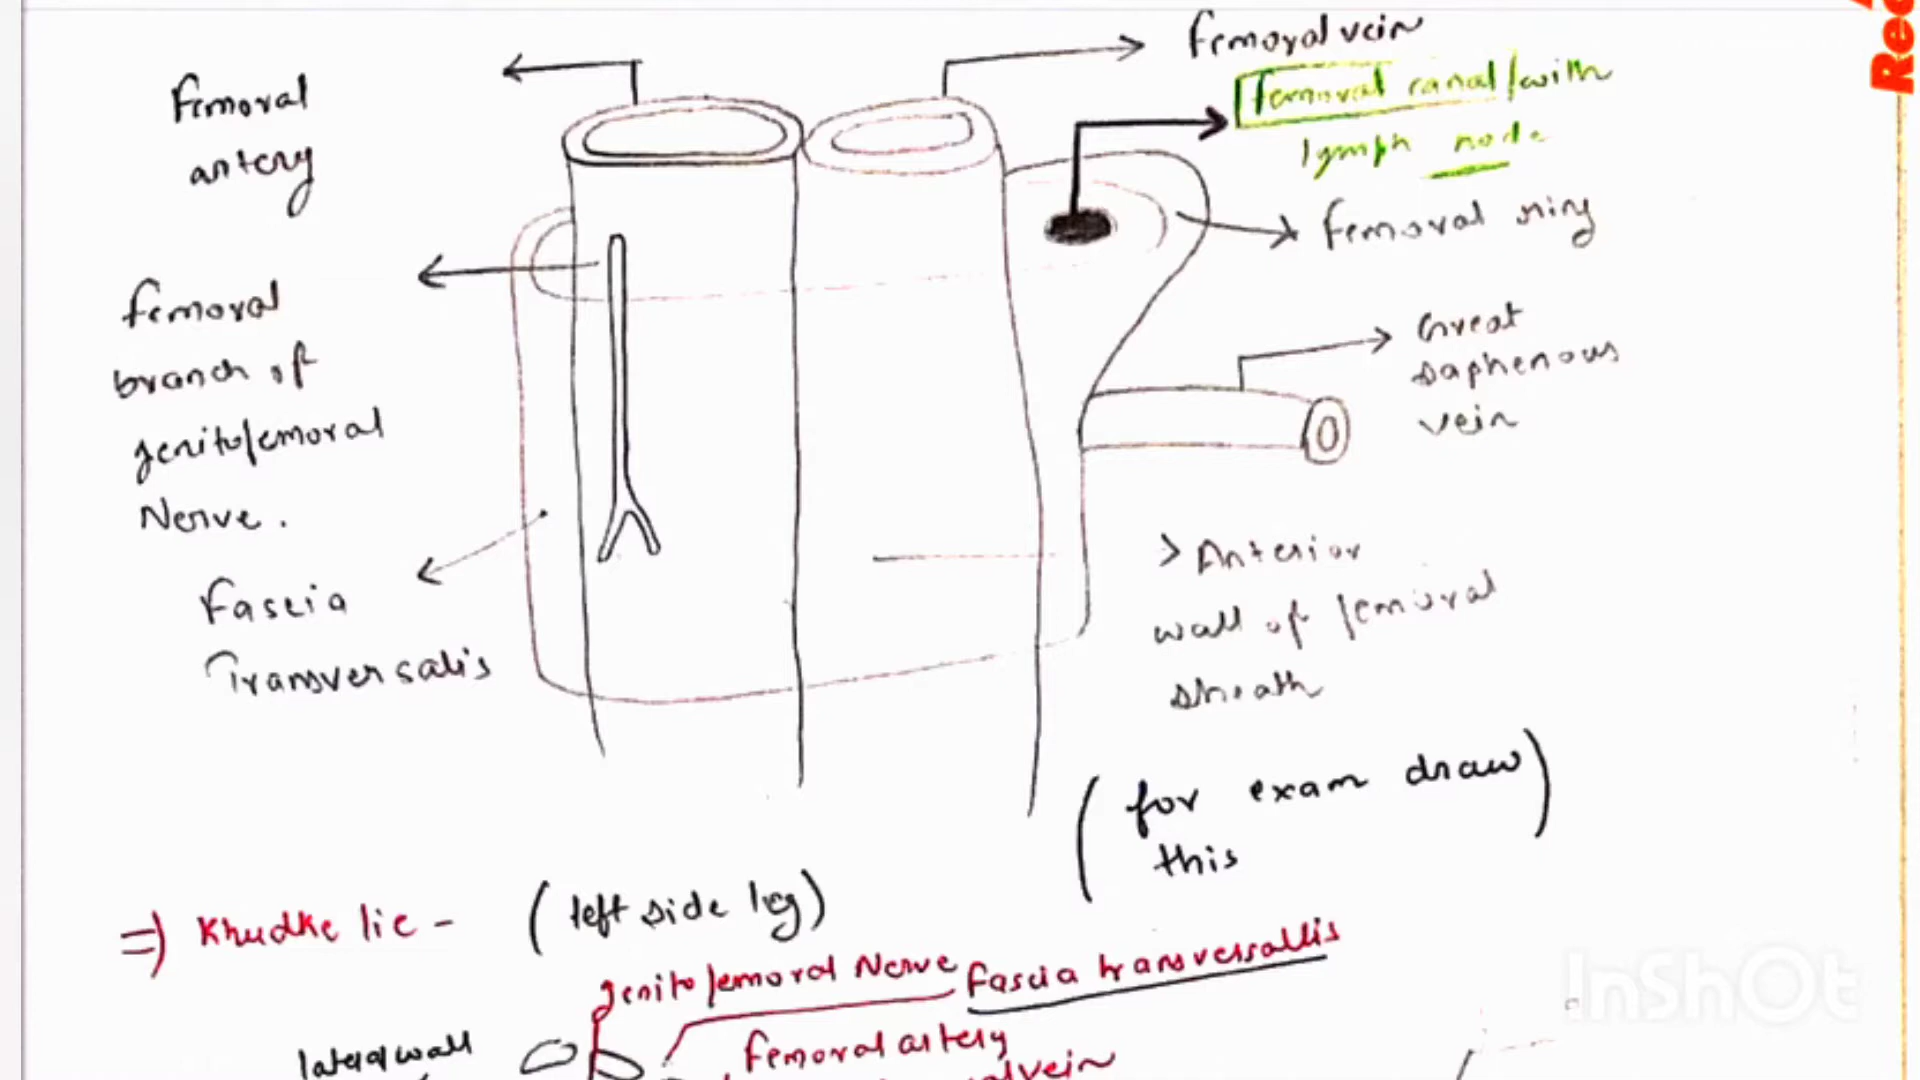 Femoral vein
Femoral canal/with
lymph node
Femoral
artery
Femoral ring
Femoral
branch of
genitofemoral
Nerve.
Great
saphenous
vein
Anterior
wall of femoral
sheath
Fascia
Transversalis
(for exam draw
this)
⇒ Khudke lie - (left side leg)
genitofemoral Nerve
Fascia transversallis
Femoral artery
lateral wall
vein
InShOt